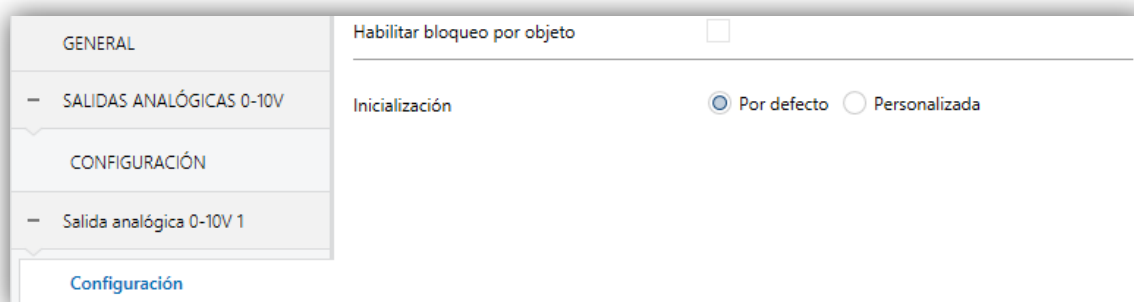 GENERAL
SALIDAS ANALÓGICAS 0-10V
CONFIGURACIÓN
Salida analógica 0-10V 1
Configuración
Habilitar bloqueo por objeto
Inicialización
Por defecto Personalizada